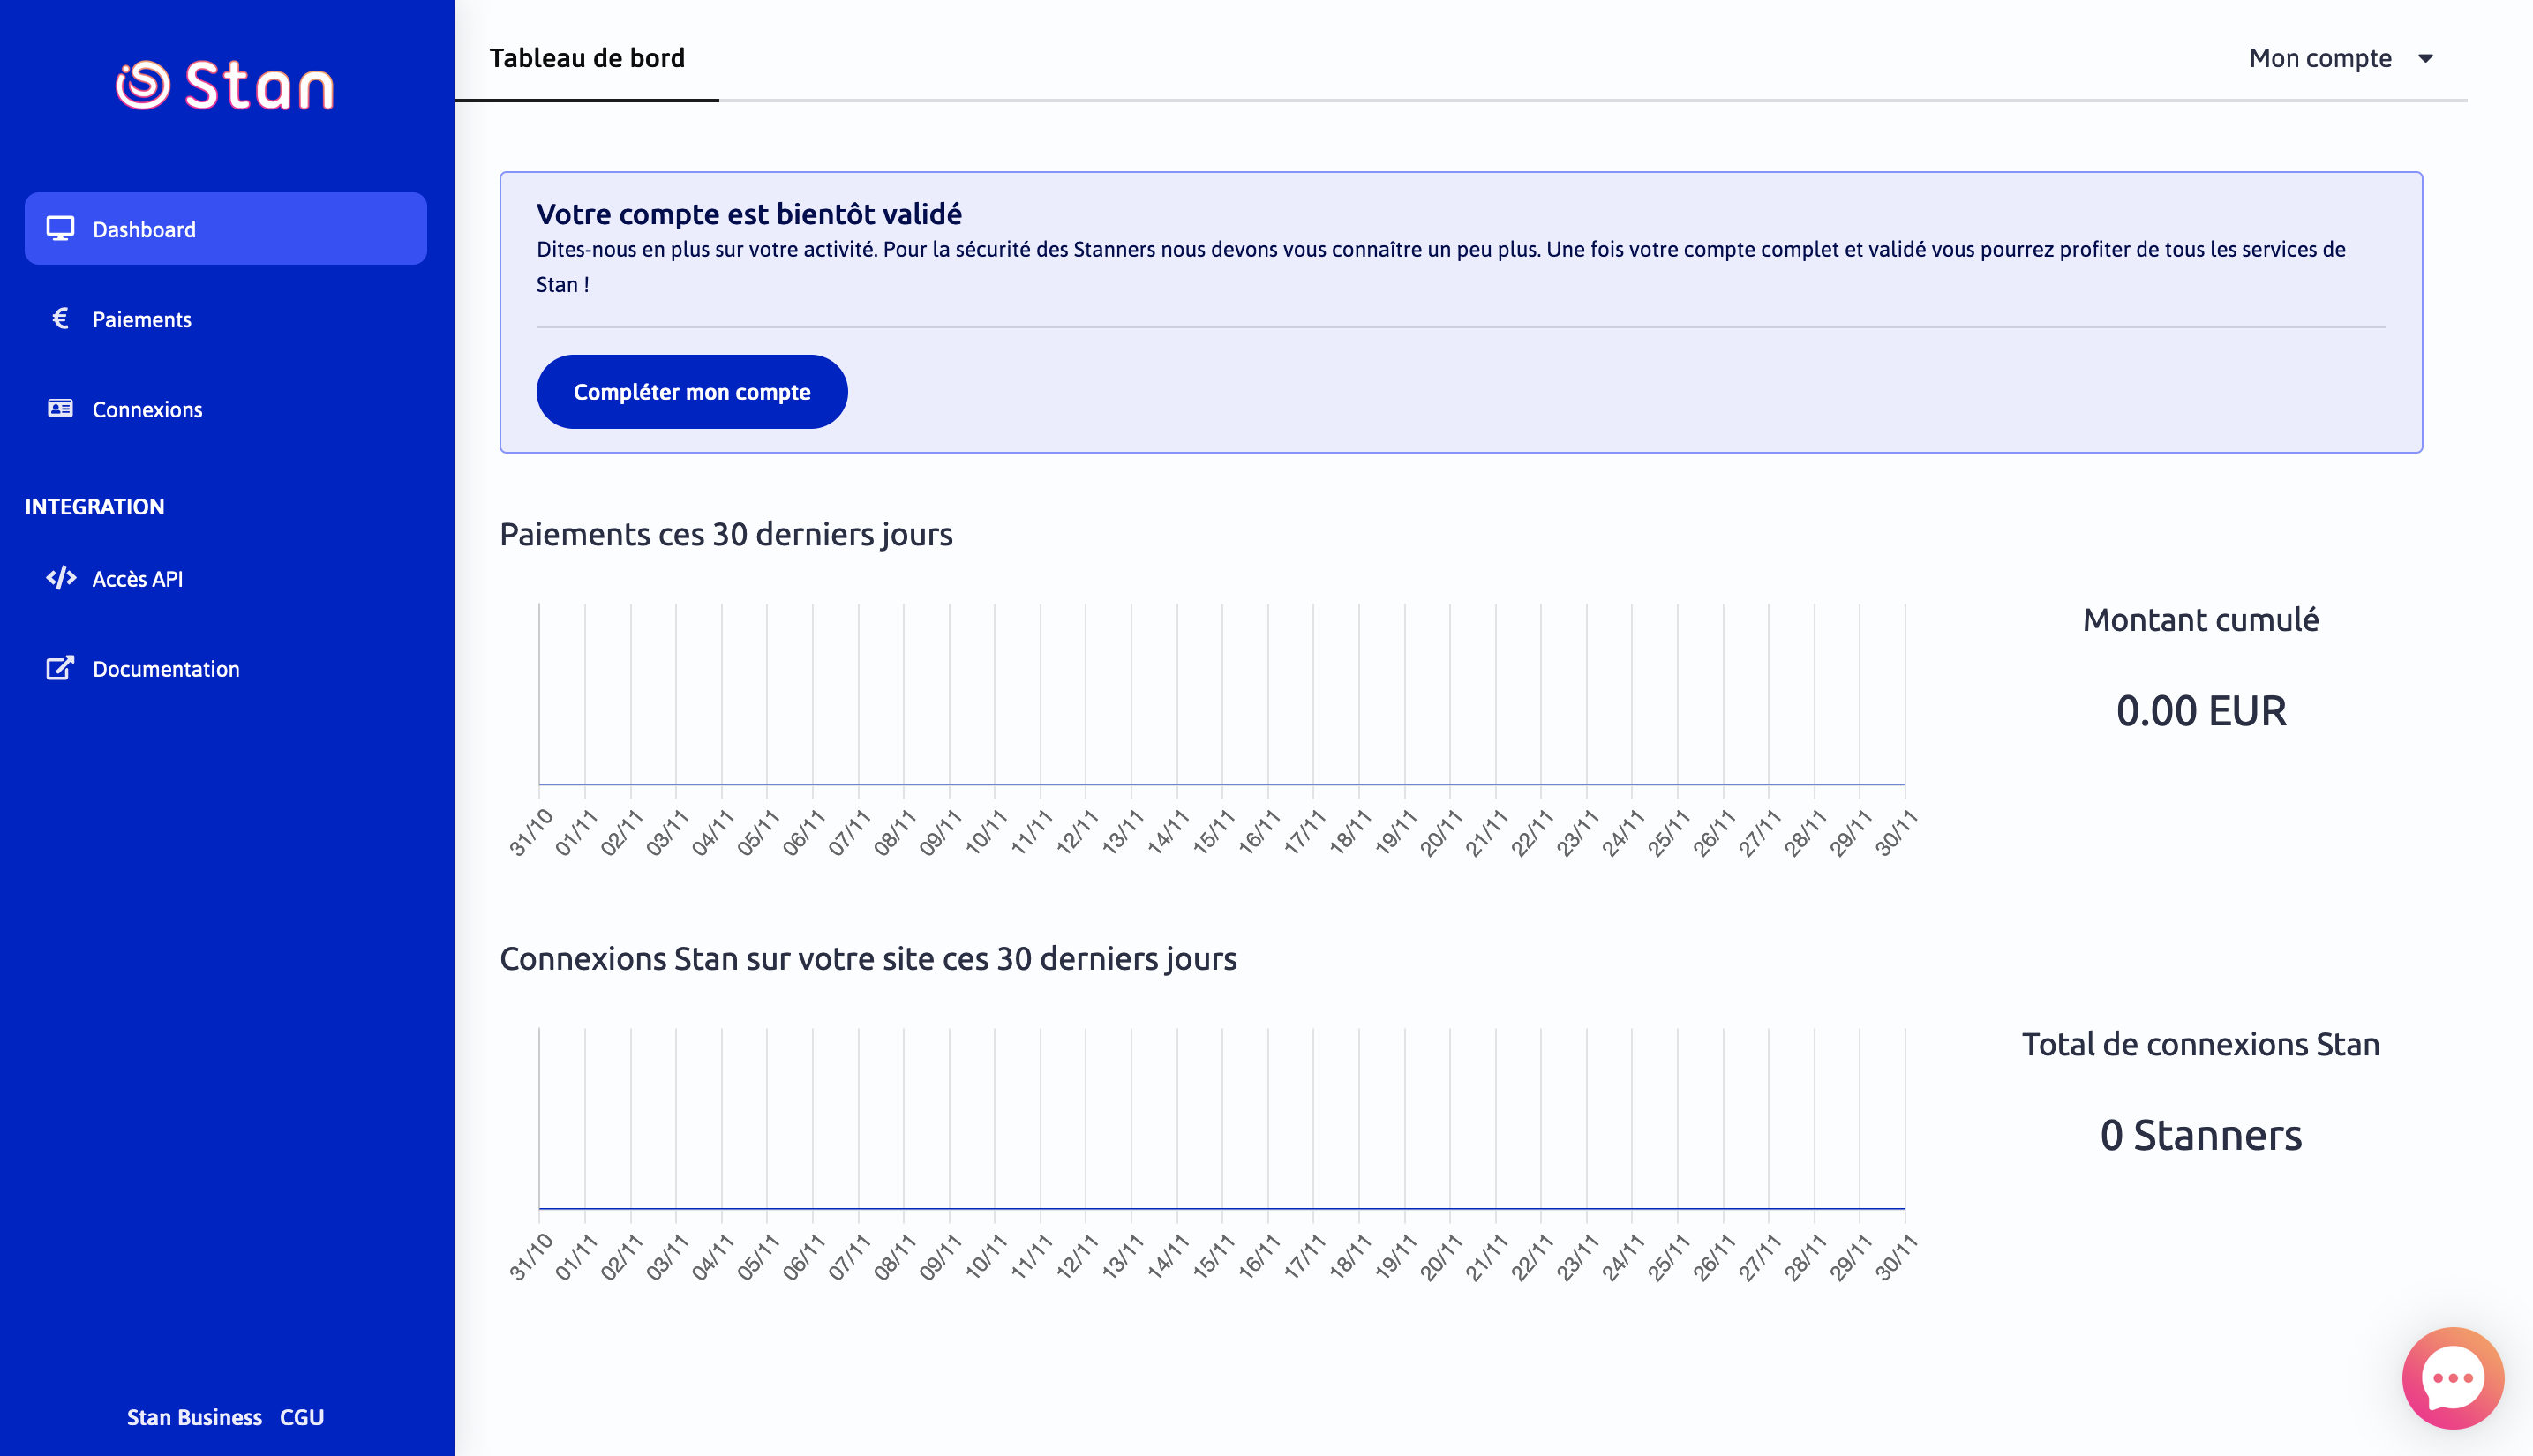 Stan
Dashboard
Paiements
Connexions
INTEGRATION
Accès API
Documentation
Stan Business CGU
Tableau de bord
Mon compte
Votre compte est bientôt validé
Dites-nous en plus sur votre activité. Pour la sécurité des Stanners nous devons vous connaître un peu plus. Une fois votre compte complet et validé vous pourrez profiter de tous les services de
Stan !
Compléter mon compte
Paiements ces 30 derniers jours
31/10 01/11 02/11 03/11 04/11 05/11 06/11 07/11 08/11 09/11 10/11 11/11 12/11 13/11 14/11 15/11 16/11 17/11 18/11 19/11 20/11 21/11 22/11 23/11 24/11 25/11 26/11 27/11 28/11 29/11 30/11
Montant cumulé
0.00 EUR
Connexions Stan sur votre site ces 30 derniers jours
31/10 01/11 02/11 03/11 04/11 05/11 06/11 07/11 08/11 09/11 10/11 11/11 12/11 13/11 14/11 15/11 16/11 17/11 18/11 19/11 20/11 21/11 22/11 23/11 24/11 25/11 26/11 27/11 28/11 29/11 30/11
Total de connexions Stan
0 Stanners